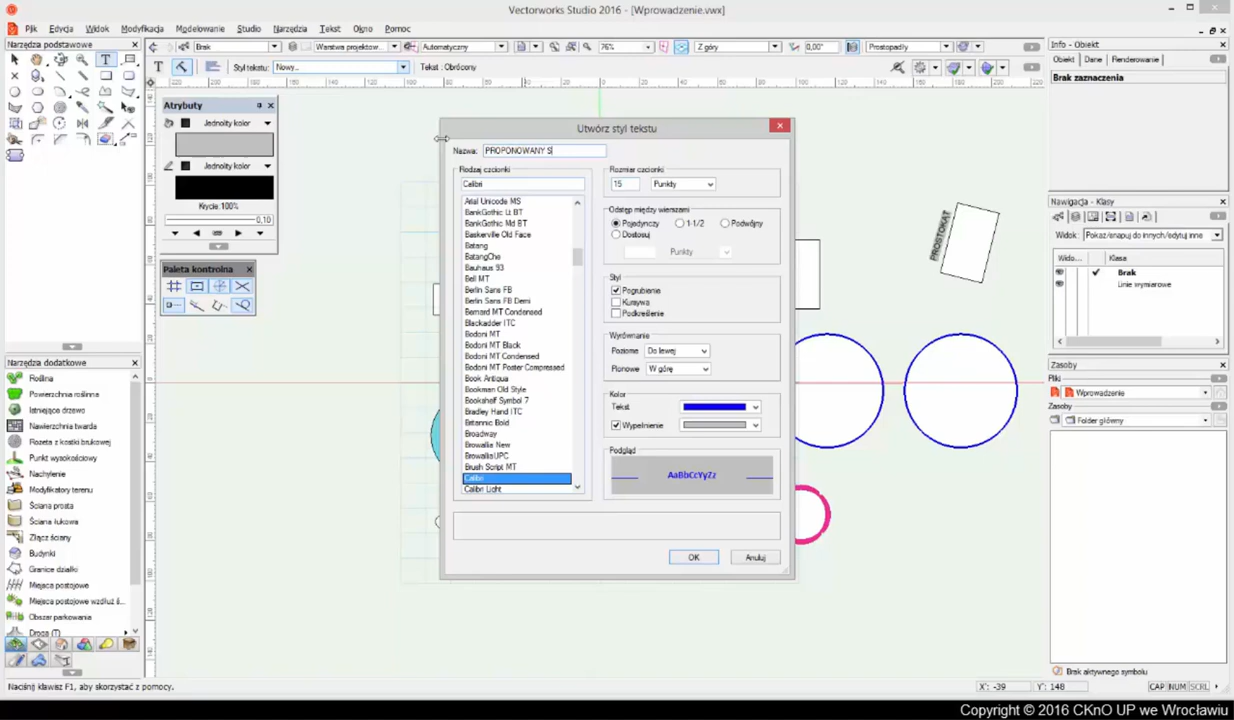 Vectorworks Studio 2016 - [Wprowadzenie.vwx]
Plik Edycja Widok Modyfikacja Modelowanie Studio Narzędzia Tekst Okno Pomoc
Narzędzia podstawowe
Brak
Warstwa projektow...
Automatyczny
76%
Z góry
0,00°
Prostopadły
Styl tekstu: Nowy...
Tekst : Obrócony
Info - Obiekt
Obiekt Dane Renderowanie
Brak zaznaczenia
Atrybuty
Jednolity kolor
Jednolity kolor
Krycie: 100%
0,10
Paleta kontrolna
Utwórz styl tekstu
Nazwa: PROPONOWANY S
Rodzaj czcionki
Calibri
Arial Unicode MS
BankGothic Lt BT
BankGothic Md BT
Baskerville Old Face
Batang
BatangChe
Bauhaus 93
Bell MT
Berlin Sans FB
Berlin Sans FB Demi
Bernard MT Condensed
Blackadder ITC
Bodoni MT
Bodoni MT Black
Bodoni MT Condensed
Bodoni MT Poster Compressed
Book Antiqua
Bookman Old Style
Bookshelf Symbol 7
Bradley Hand ITC
Britannic Bold
Broadway
Browallia New
BrowalliaUPC
Brush Script MT
Calibri
Calibri Light
Rozmiar czcionki
15 Punkty
Odstęp między wierszami
Pojedynczy 1-1/2 Podwójny
Dostosuj
Punkty
Styl
Pogrubienie
Kursywa
Podkreślenie
Wyrównanie
Poziome: Do lewej
Pionowe: W górę
Kolor
Tekst:
Wypełnienie:
Podgląd
AaBbCcYyZz
OK Anuluj
PROSTOKĄT
Nawigacja - Klasy
Widok: Pokaż/snapuj do innych/edytuj inne
Wido... Klasa
Brak
Linie wymiarowe
Zasoby
Pliki
Wprowadzenie
Zasoby
Folder główny
Brak aktywnego symbolu
Narzędzia dodatkowe
Roślina
Powierzchnia roślinna
Istniejące drzewo
Nawierzchnia twarda
Rozeta z kostki brukowej
Punkt wysokościowy
Nachylenie
Modyfikatory terenu
Ściana prosta
Ściana łukowa
Złącz ściany
Budynki
Granice działki
Miejsca postojowe
Miejsca postojowe wzdłuż ś...
Obszar parkowania
Droga (T)
Naciśnij klawisz F1, aby skorzystać z pomocy.
X: -39 Y: 148 CAP NUM SCRL
Copyright © 2016 CKnO UP we Wrocławiu